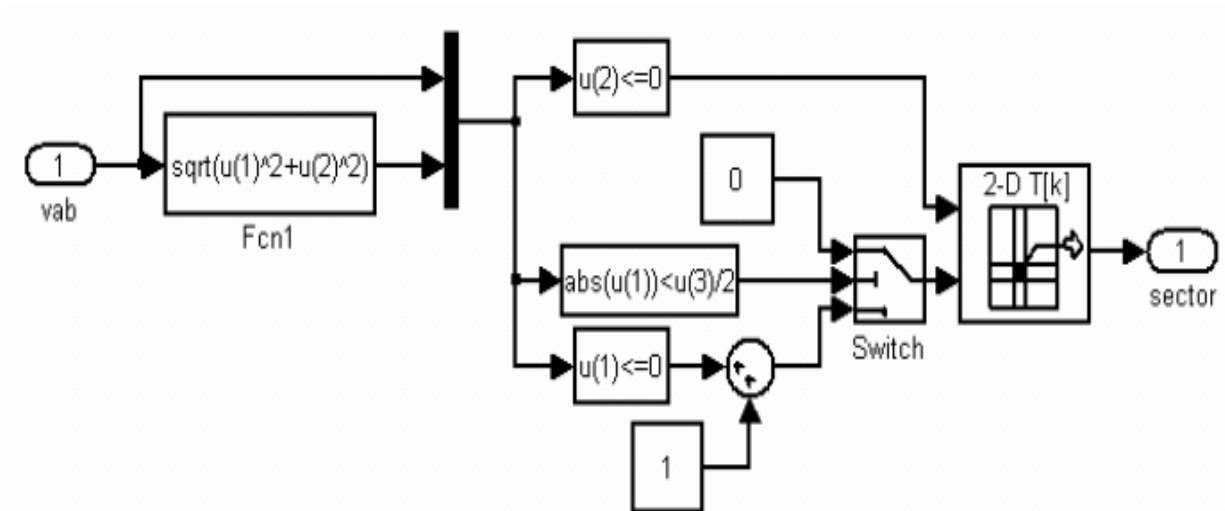 u(2)<=0
1
vab
sqrt(u(1)^2+u(2)^2)
Fcn1
0
2-D T[k]
1
sector
abs(u(1))<u(3)/2
Switch
u(1)<=0
1